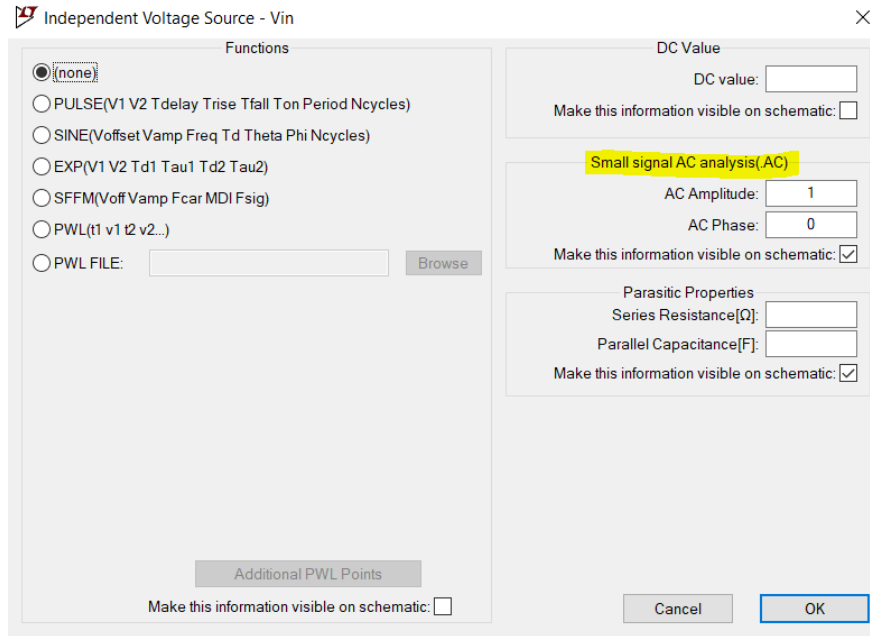 Independent Voltage Source - Vin
Functions
(none)
PULSE(V1 V2 Tdelay Trise Tfall Ton Period Ncycles)
SINE(Voffset Vamp Freq Td Theta Phi Ncycles)
EXP(V1 V2 Td1 Tau1 Td2 Tau2)
SFFM(Voff Vamp Fcar MDI Fsig)
PWL(t1 v1 t2 v2...)
PWL FILE: Browse
Additional PWL Points
Make this information visible on schematic:
DC Value
DC value:
Make this information visible on schematic:
Small signal AC analysis(.AC)
AC Amplitude: 1
AC Phase: 0
Make this information visible on schematic:
Parasitic Properties
Series Resistance[Ω]:
Parallel Capacitance[F]:
Make this information visible on schematic:
Cancel OK